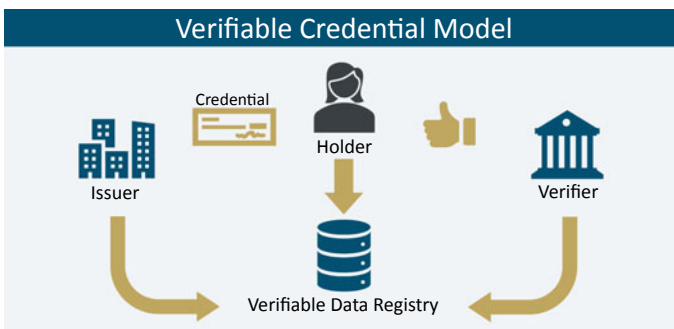 Verifiable Credential Model
Credential
Holder
Issuer
Verifier
Verifiable Data Registry